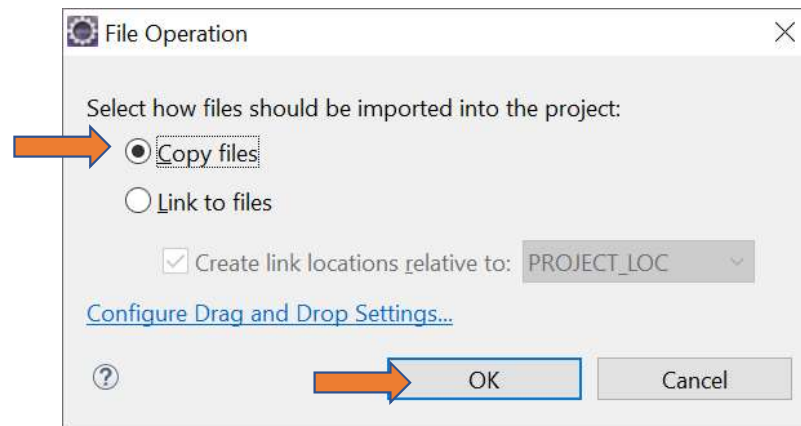 File Operation
Select how files should be imported into the project:
Copy files
Link to files
Create link locations relative to: PROJECT_LOC
Configure Drag and Drop Settings...
? OK Cancel